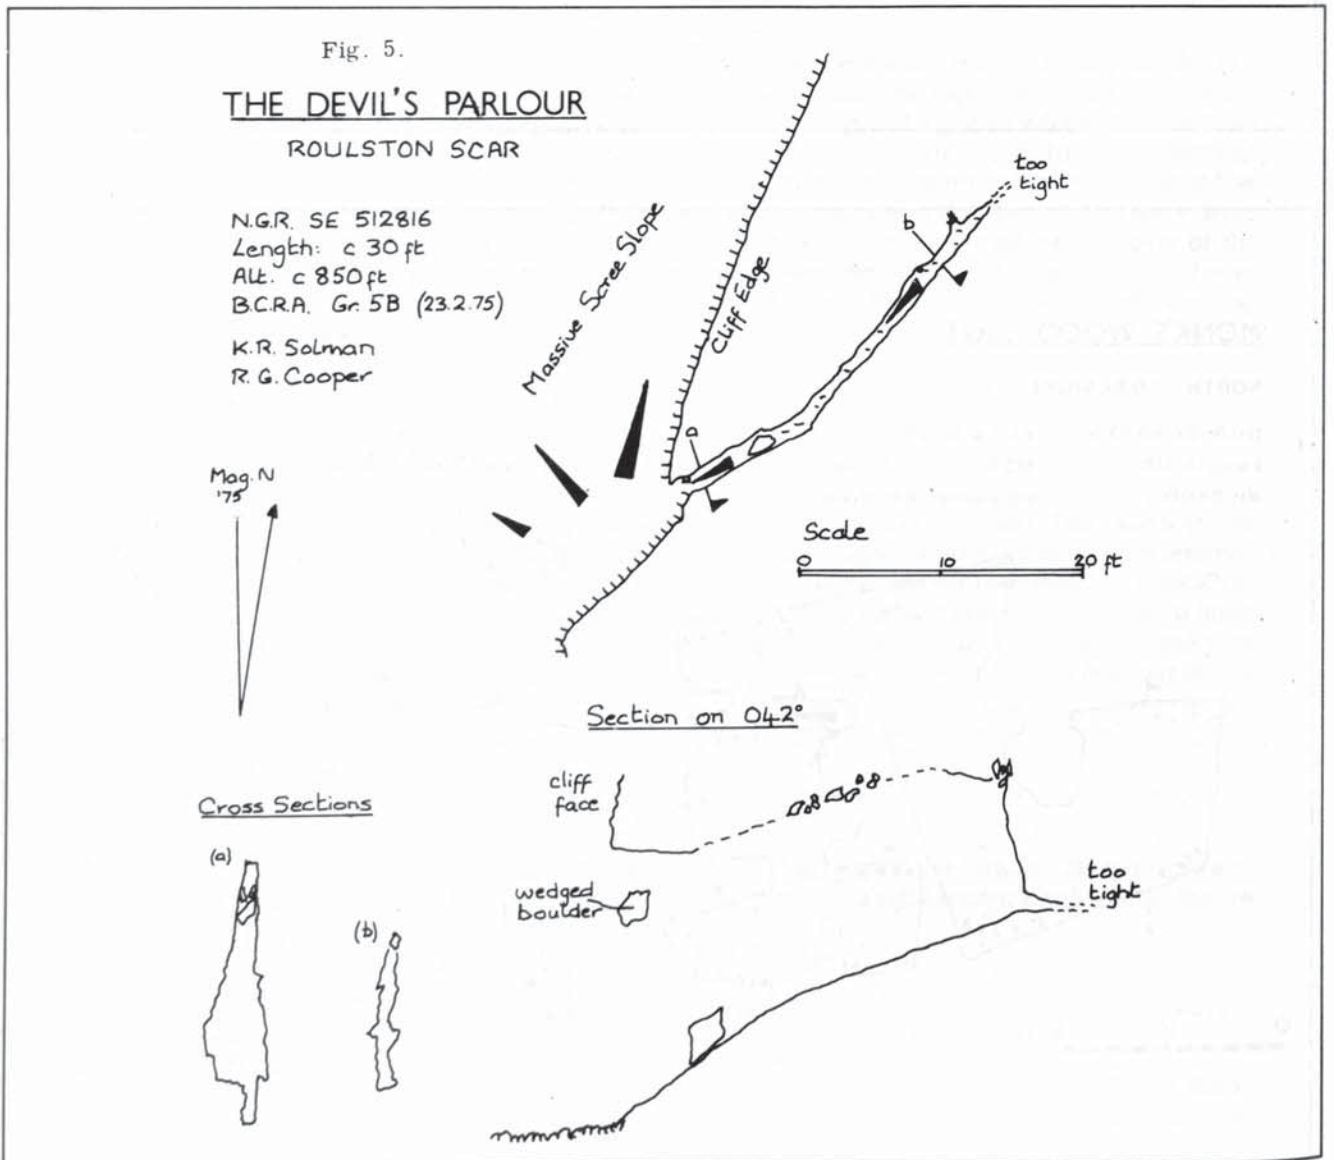 Fig. 5.
THE DEVIL'S PARLOUR
ROULSTON SCAR
N.G.R. SE 512816
Length: c 30 ft
Alt. c 850 ft
B.C.R.A. Gr. 5B (23.2.75)
K.R. Solman
R.G. Cooper
Massive Scree Slope
Cliff Edge
too
tight
b
a
Mag. N
'75
Scale
0 10 20 ft
Section on 042°
cliff
face
wedged
boulder
too
tight
Cross Sections
(a)
(b)